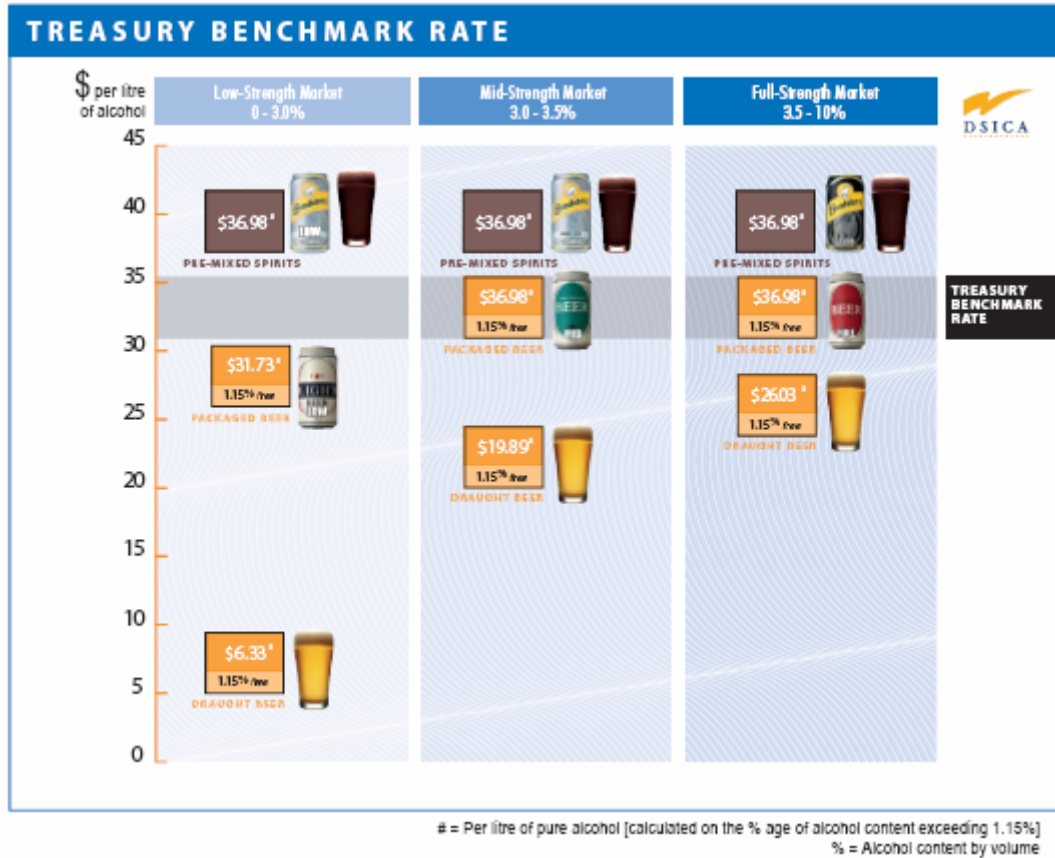 TREASURY BENCHMARK RATE
$ per litre
of alcohol
Low-Strength Market
0 - 3.0%
Mid-Strength Market
3.0 - 3.5%
Full-Strength Market
3.5 - 10%
DSICA
45
40
$36.98#
LOW
PRE-MIXED SPIRITS
$36.98#
PRE-MIXED SPIRITS
$36.98#
PRE-MIXED SPIRITS
35
$36.98#
1.15% free
BEER
MID
PACKAGED BEER
$36.98#
1.15% free
BEER
FULL
PACKAGED BEER
TREASURY
BENCHMARK
RATE
30
$31.73#
1.15% free
LOW
PACKAGED BEER
25
$26.03 #
1.15% free
DRAUGHT BEER
20
$19.89#
1.15% free
DRAUGHT BEER
15
10
$6.33#
1.15% free
DRAUGHT BEER
5
0
# = Per litre of pure alcohol [calculated on the % age of alcohol content exceeding 1.15%]
% = Alcohol content by volume